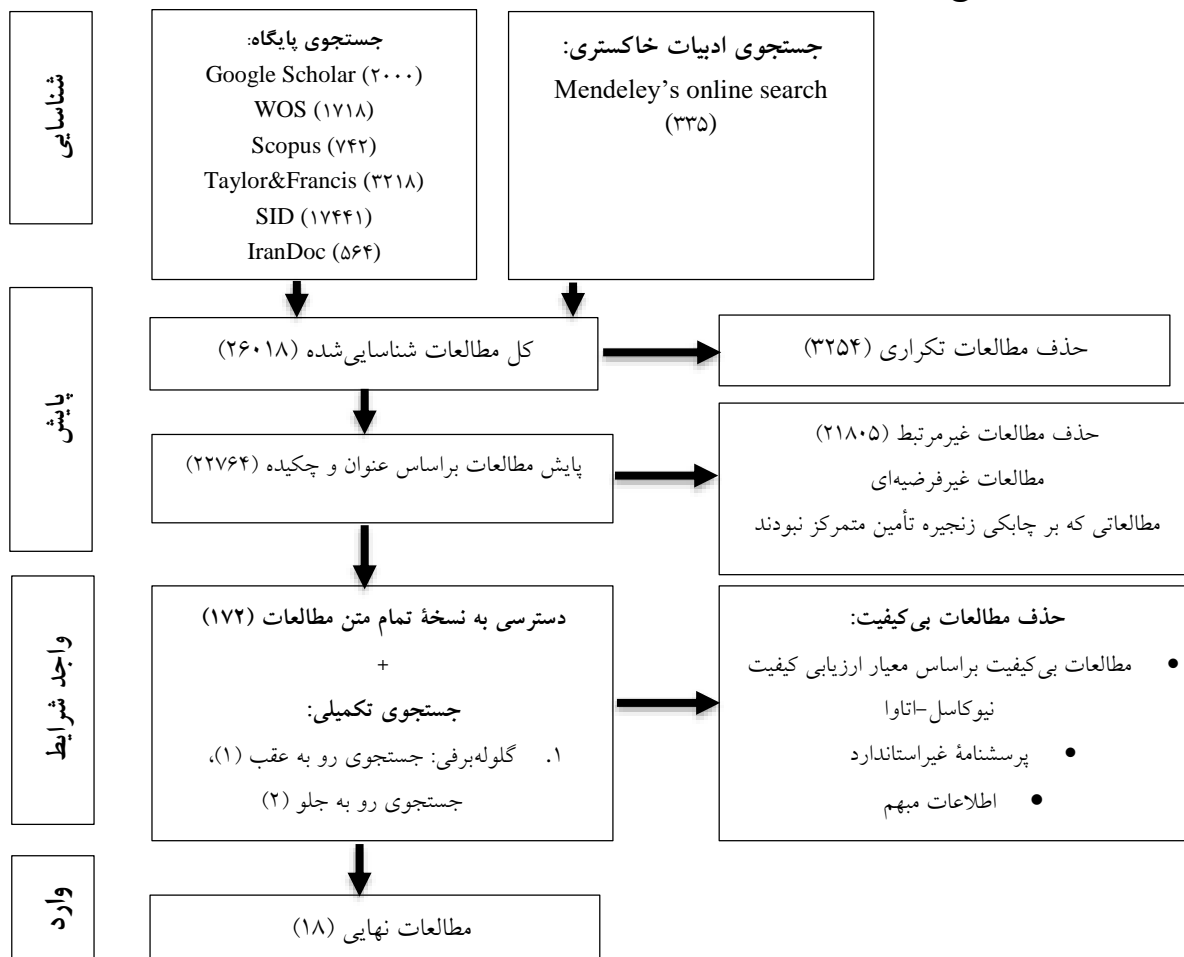 شناسایی
جستجوی پایگاه:
Google Scholar (۲۰۰۰)
WOS (۱۷۱۸)
Scopus (۷۴۲)
Taylor&Francis (۳۲۱۸)
SID (۱۷۴۴۱)
IranDoc (۵۶۴)
جستجوی ادبیات خاکستری:
Mendeley's online search
(۳۳۵)
پایش
کل مطالعات شناسایی‌شده (۲۶۰۱۸)
حذف مطالعات تکراری (۳۲۵۴)
پایش مطالعات براساس عنوان و چکیده (۲۲۷۶۴)
حذف مطالعات غیرمرتبط (۲۱۸۰۵)
مطالعات غیرفرضیه‌ای
مطالعاتی که بر چابکی زنجیره تأمین متمرکز نبودند
واجد شرایط
دسترسی به نسخۀ تمام متن مطالعات (۱۷۲)
+
جستجوی تکمیلی:
۱. گلوله‌برفی: جستجوی رو به عقب (۱)،
جستجوی رو به جلو (۲)
حذف مطالعات بی‌کیفیت:
● مطالعات بی‌کیفیت براساس معیار ارزیابی کیفیت
نیوکاسل–اتاوا
● پرسشنامۀ غیراستاندارد
● اطلاعات مبهم
وارد
مطالعات نهایی (۱۸)